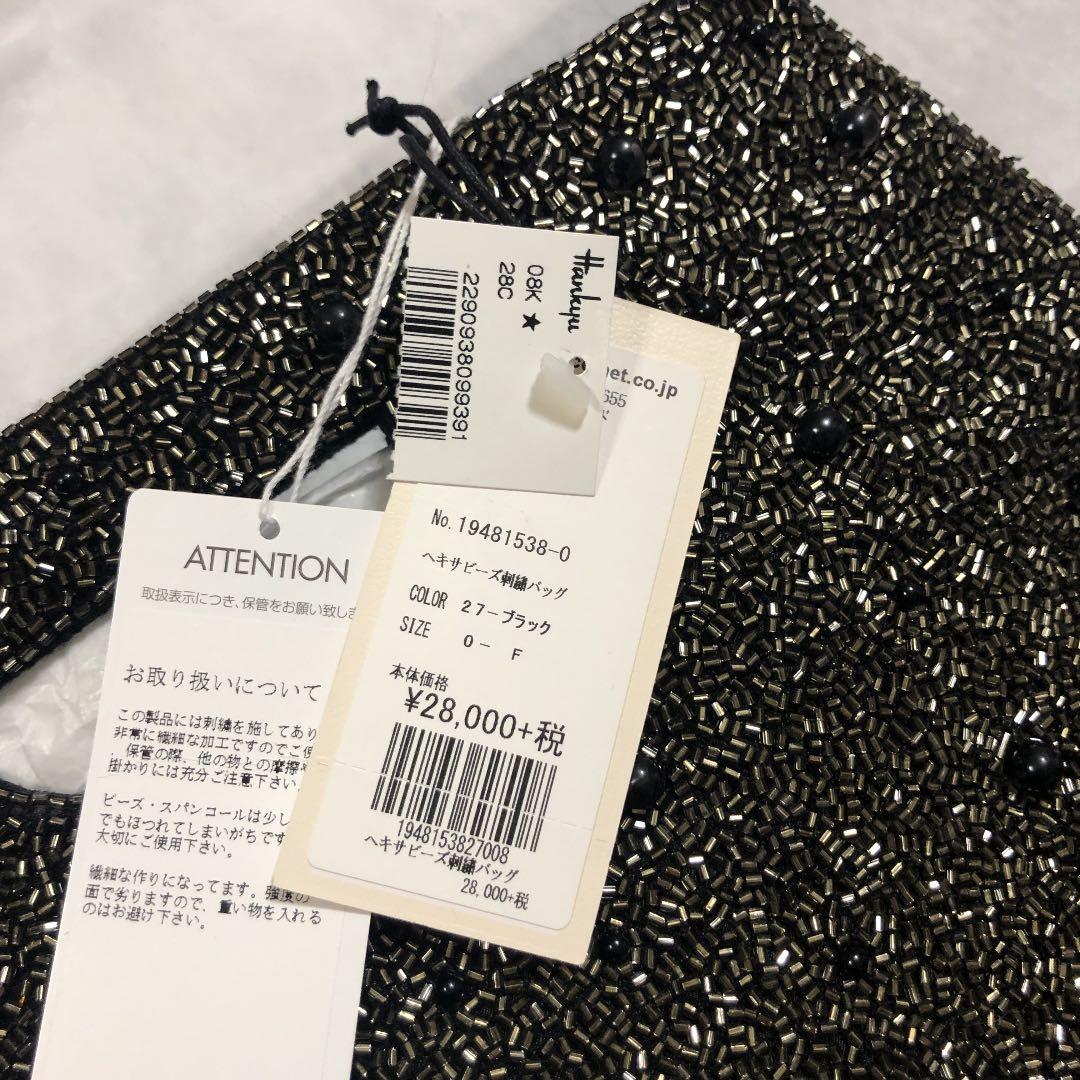 Hankyu
08K ★
28C
2290938099391
et.co.jp
655
No. 19481538-0
ヘキサビーズ刺繍バッグ
COLOR 27-ブラック
SIZE 0- F
本体価格
¥28,000+税
1948153827008
ヘキサビーズ刺繍バッグ
28,000+税
ATTENTION
取扱表示につき、保管をお願い致しま
お取り扱いについて
この製品には刺繍を施してあり
非常に繊細な加工ですのでご使
、保管の際、他の物との摩擦や
掛かりには充分ご注意下さい。
ビーズ・スパンコールは少し
でもほつれてしまいがちです
大切にご使用下さい。
繊細な作りになってます。強度の
面で劣りますので、重い物を入れる
のはお避け下さい。